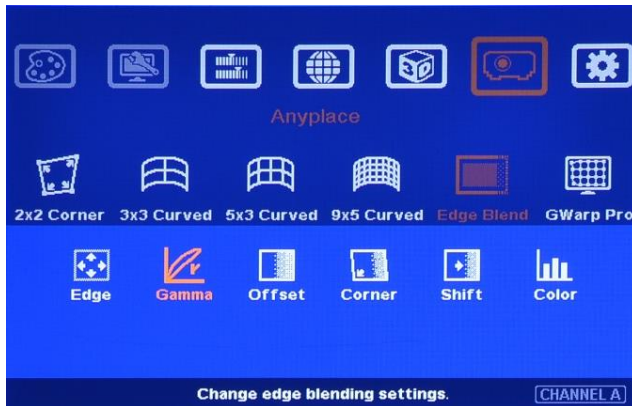 3D
Anyplace
2x2 Corner 3x3 Curved 5x3 Curved 9x5 Curved Edge Blend GWarp Pro
Edge Gamma Offset Corner Shift Color
Change edge blending settings. CHANNEL A